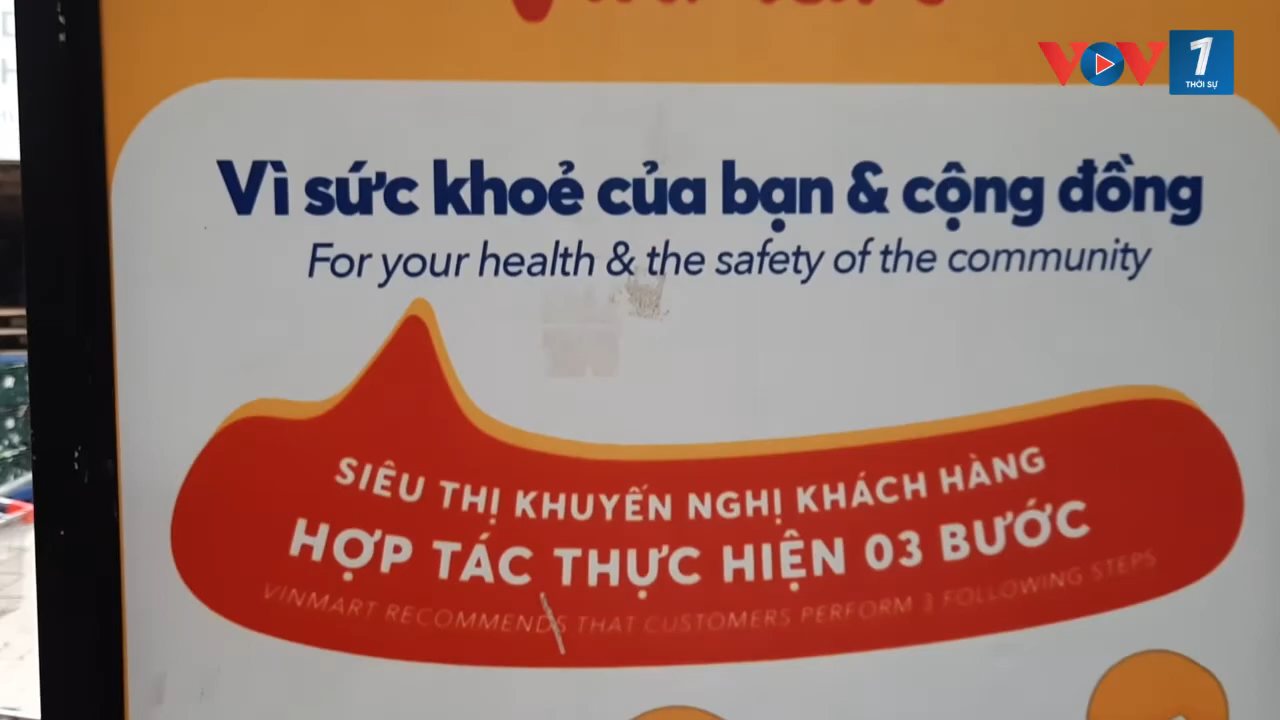 VOV 1
THỜI SỰ
Vì sức khoẻ của bạn & cộng đồng
For your health & the safety of the community
SIÊU THỊ KHUYẾN NGHỊ KHÁCH HÀNG
HỢP TÁC THỰC HIỆN 03 BƯỚC
VINMART RECOMMENDS THAT CUSTOMERS PERFORM 3 FOLLOWING STEPS